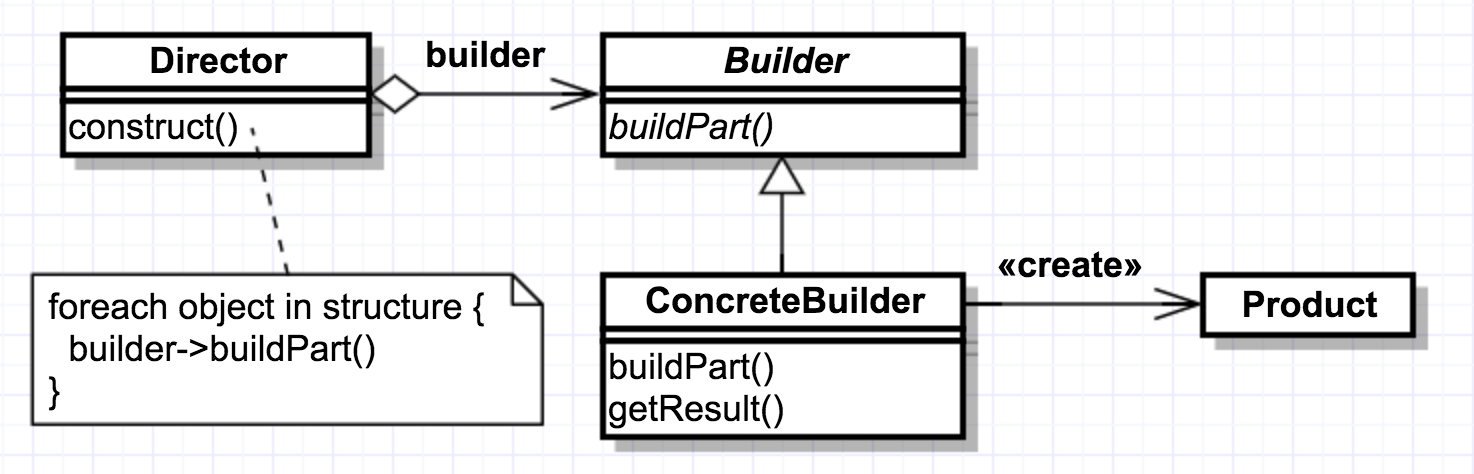 Director
construct()
builder
Builder
buildPart()
foreach object in structure {
builder->buildPart()
}
ConcreteBuilder
buildPart()
getResult()
«create»
Product